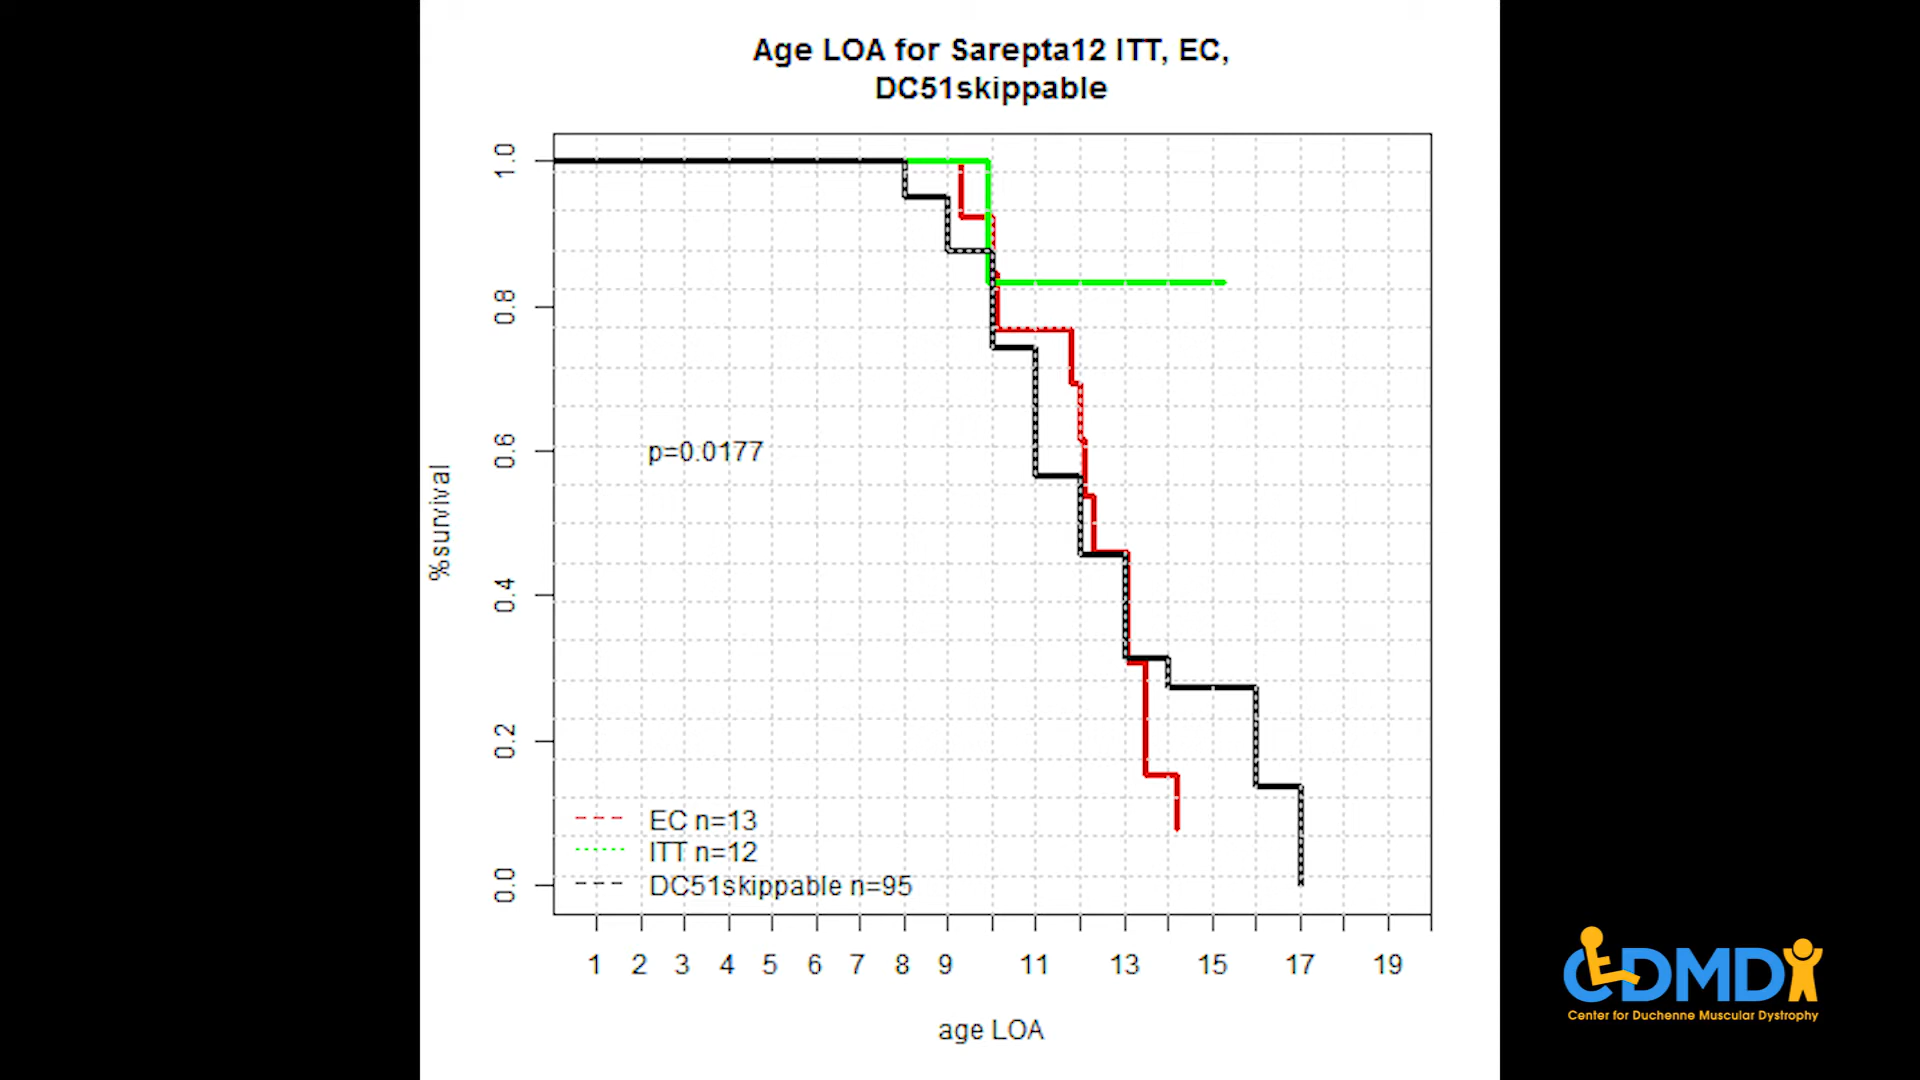 Age LOA for Sarepta12 ITT, EC,
DC51skippable
%survival
1.0
0.8
0.6
0.4
0.2
0.0
p=0.0177
EC n=13
ITT n=12
DC51skippable n=95
1 2 3 4 5 6 7 8 9 11 13 15 17 19
age LOA
CDMD
Center for Duchenne Muscular Dystrophy